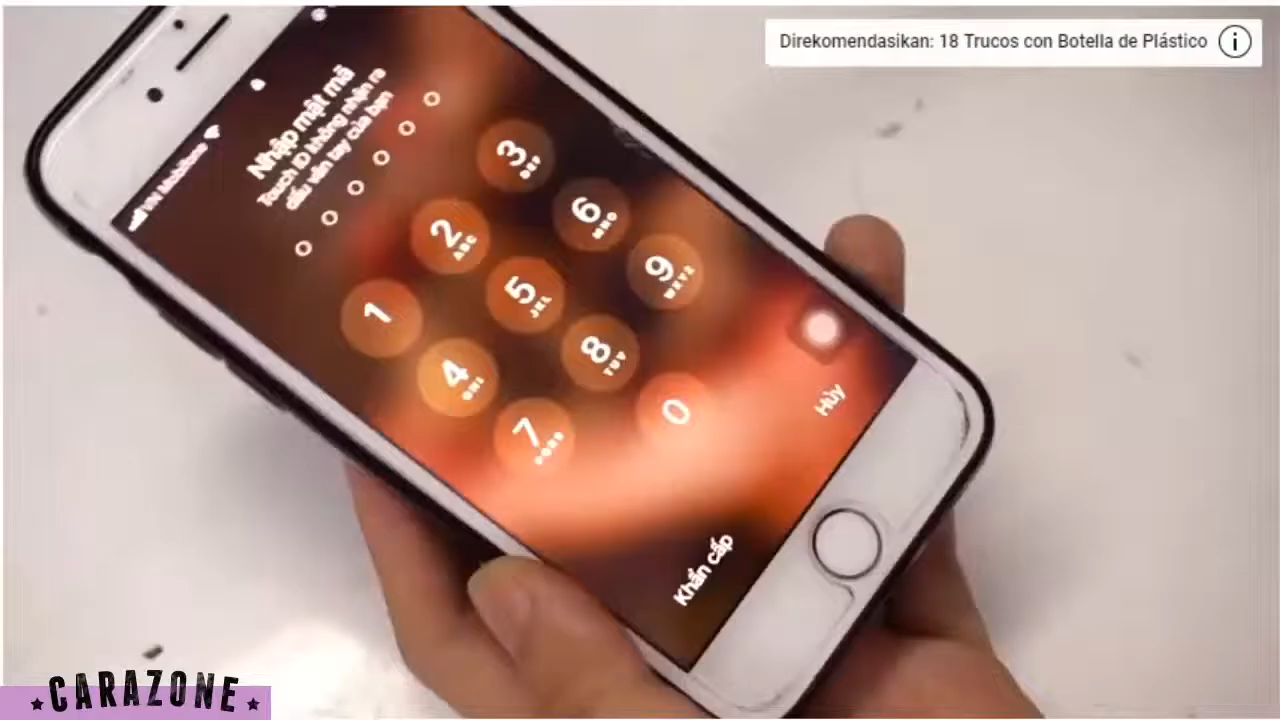 Direkomendasikan: 18 Trucos con Botella de Plástico
VN Mobifone
Nhập mật mã
Touch ID không nhận ra
dấu vân tay của bạn
1
2
ABC
3
DEF
4
GHI
5
JKL
6
MNO
7
PQRS
8
TUV
9
WXYZ
0
Khẩn cấp
Hủy
CARAZONE